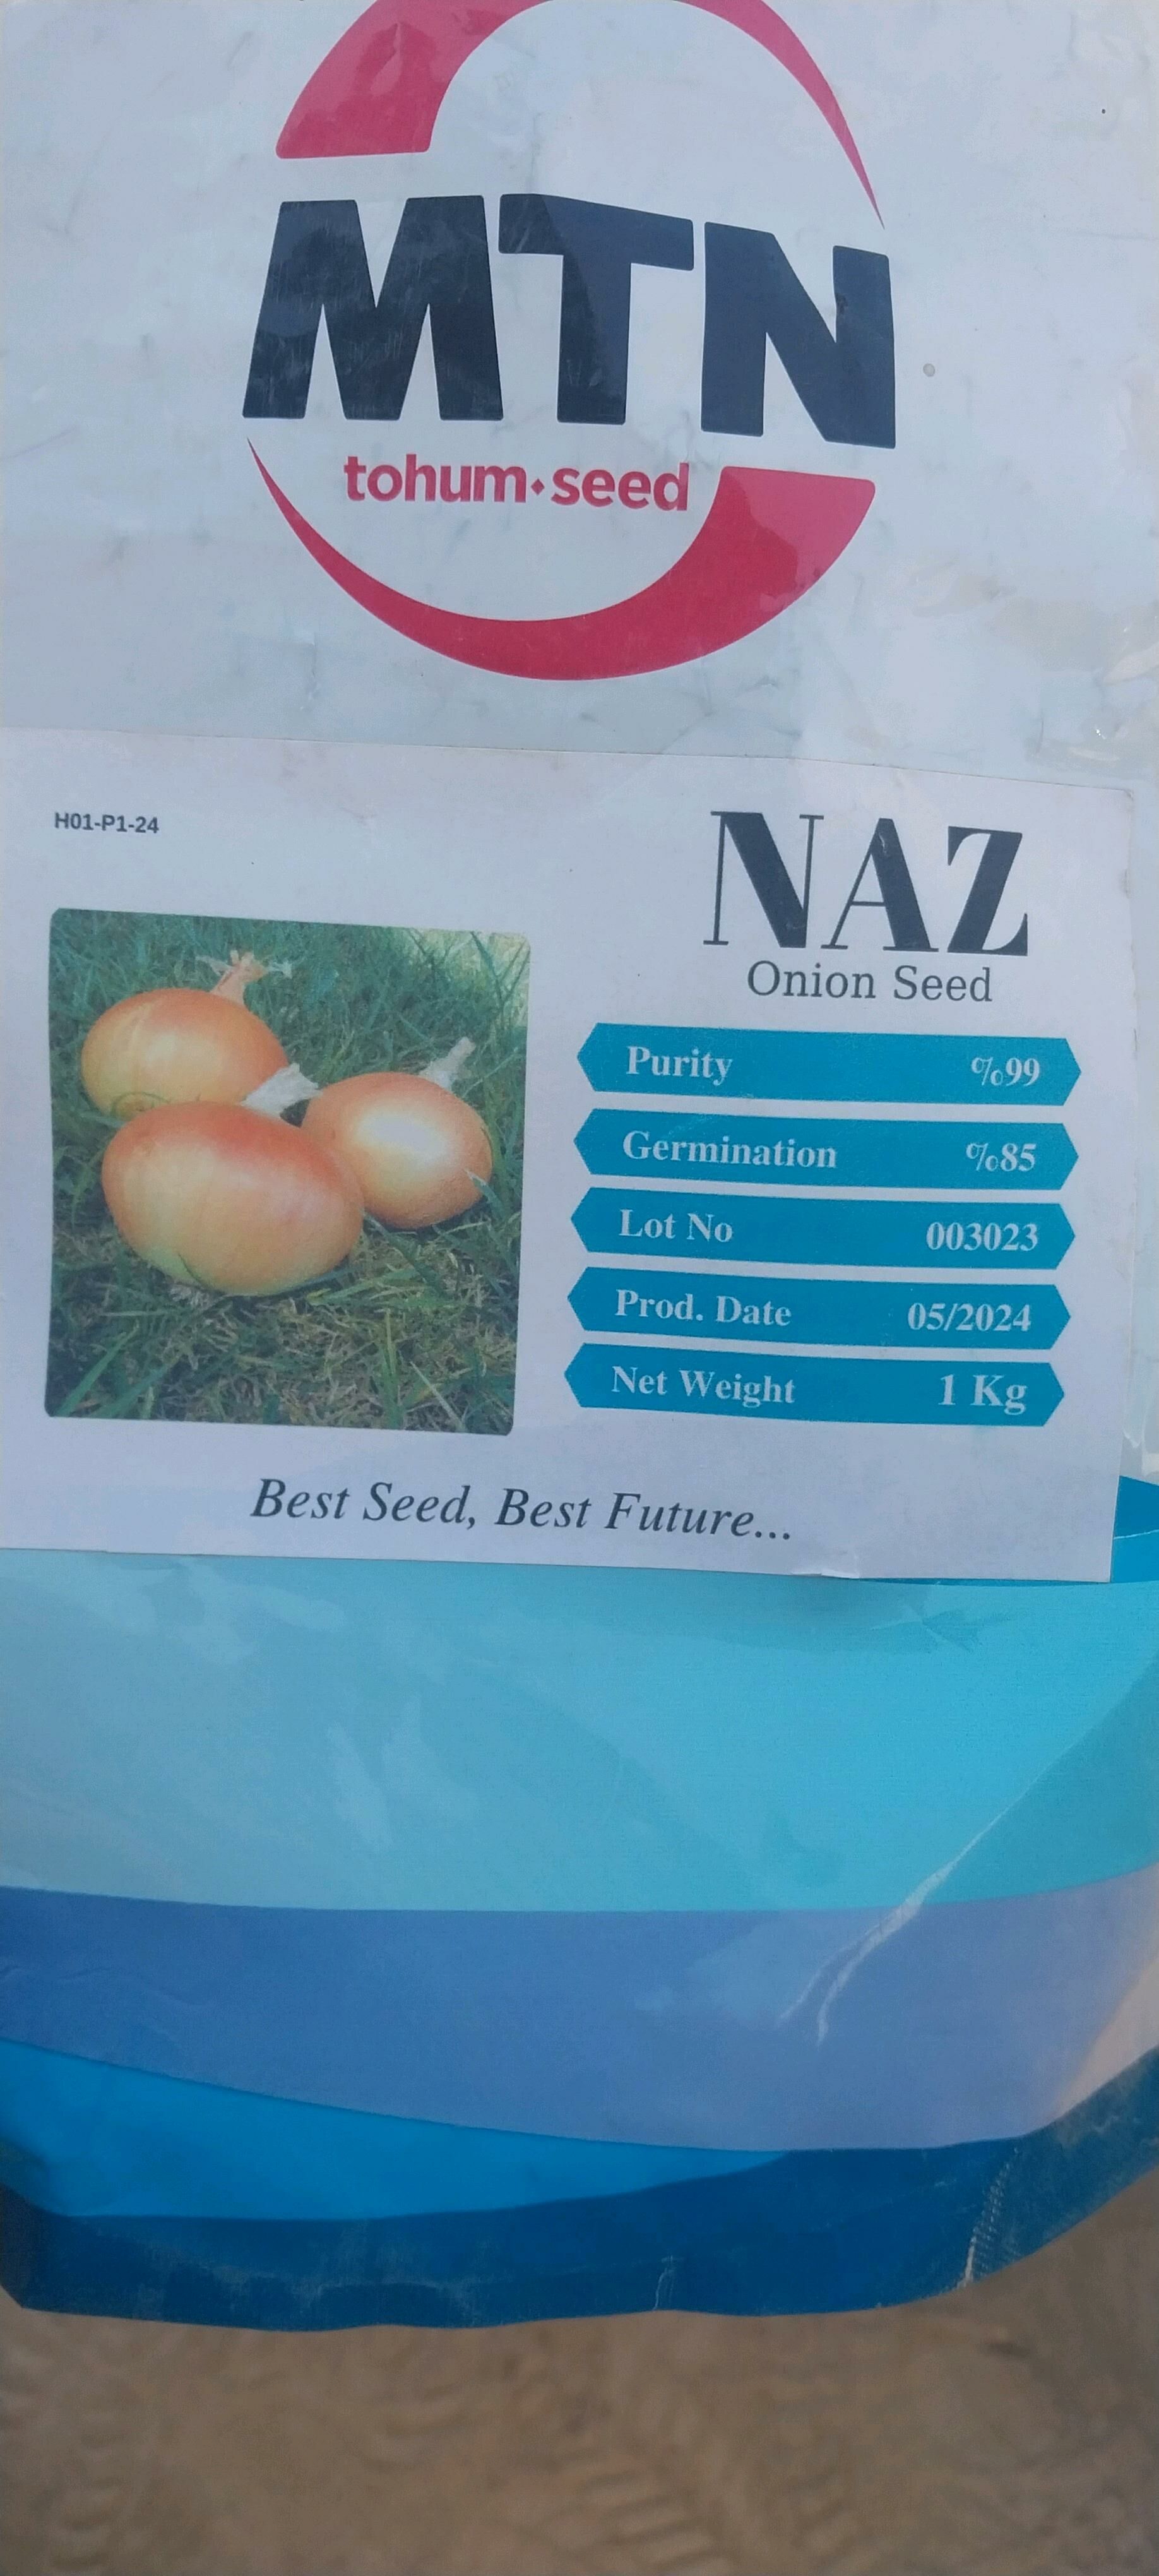 MTN
tohum•seed
H01-P1-24
NAZ
Onion Seed
Purity %99
Germination %85
Lot No 003023
Prod. Date 05/2024
Net Weight 1 Kg
Best Seed, Best Future...